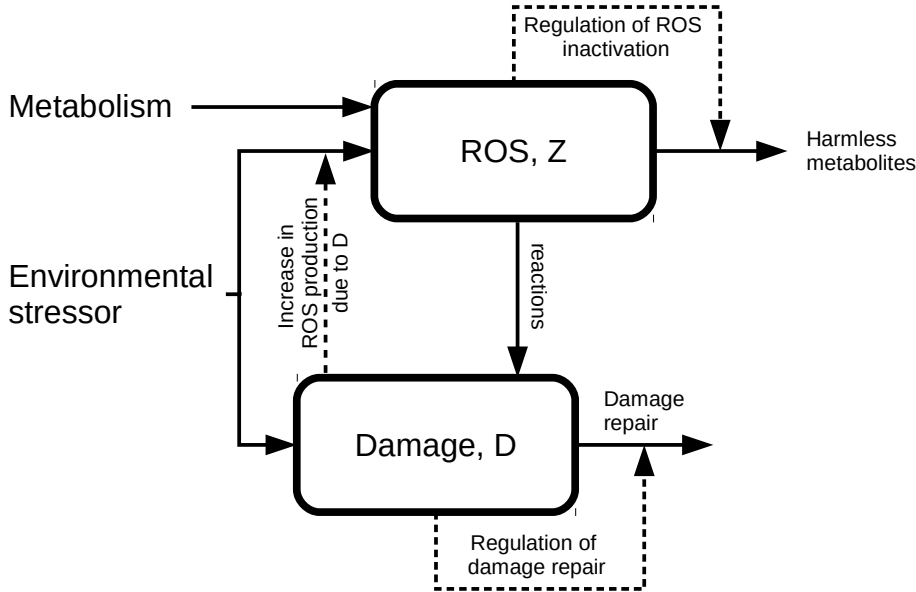 Regulation of ROS
inactivation
Metabolism
ROS, Z
Harmless
metabolites
Increase in
ROS production
due to D
reactions
Environmental
stressor
Damage
repair
Damage, D
Regulation of
damage repair